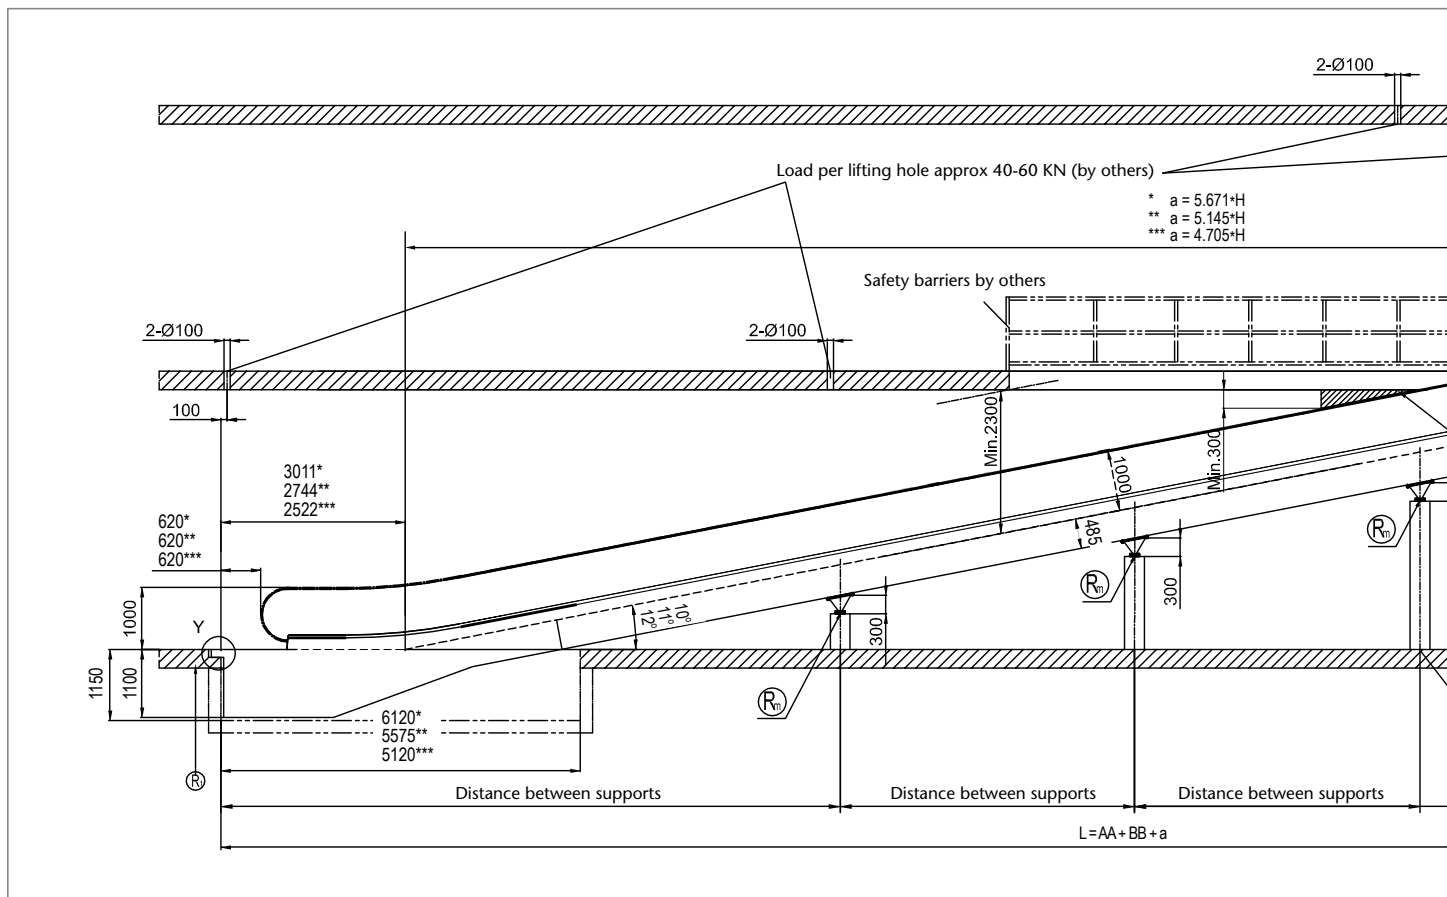 2-Ø100
Load per lifting hole approx 40-60 KN (by others)
* a = 5.671*H
** a = 5.145*H
*** a = 4.705*H
Safety barriers by others
2-Ø100
2-Ø100
100
Min.2300
Min.300
3011*
2744**
2522***
1000
620*
620**
620***
485
Rm
Rm
300
1000
10°
11°
12°
300
Y
1150
1100
Rm
6120*
5575**
5120***
Distance between supports
Distance between supports
Distance between supports
L=AA+BB+a